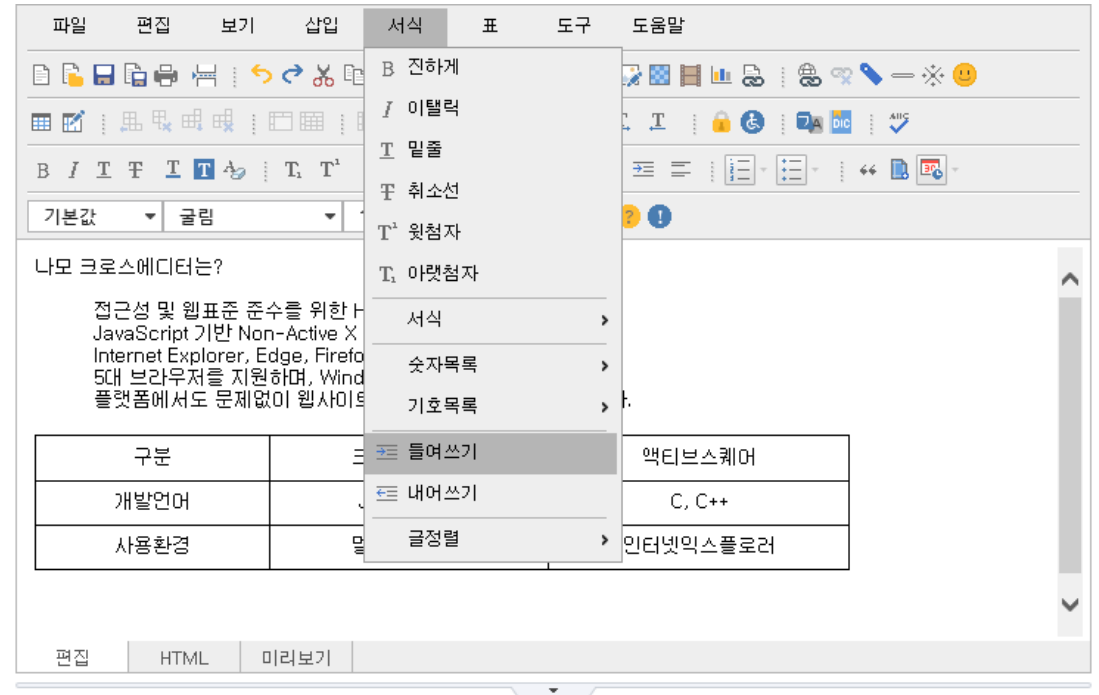 파일 편집 보기 삽입 서식 표 도구 도움말
B 진하게
I 이탤릭
T 밑줄
T 취소선
T¹ 윗첨자
T₁ 아랫첨자
서식
숫자목록
기호목록
들여쓰기
내어쓰기
글정렬
DIC
ABC
B I T T T T T₁ T¹
기본값 굴림
나모 크로스에디터는?
접근성 및 웹표준 준수를 위한
JavaScript 기반 Non-Active X
Internet Explorer, Edge,
5대 브라우저를 지원하며,
플랫폼에서도 문제없이
구분 액티브스퀘어
개발언어 C, C++
사용환경 인터넷익스플로러
편집 HTML 미리보기